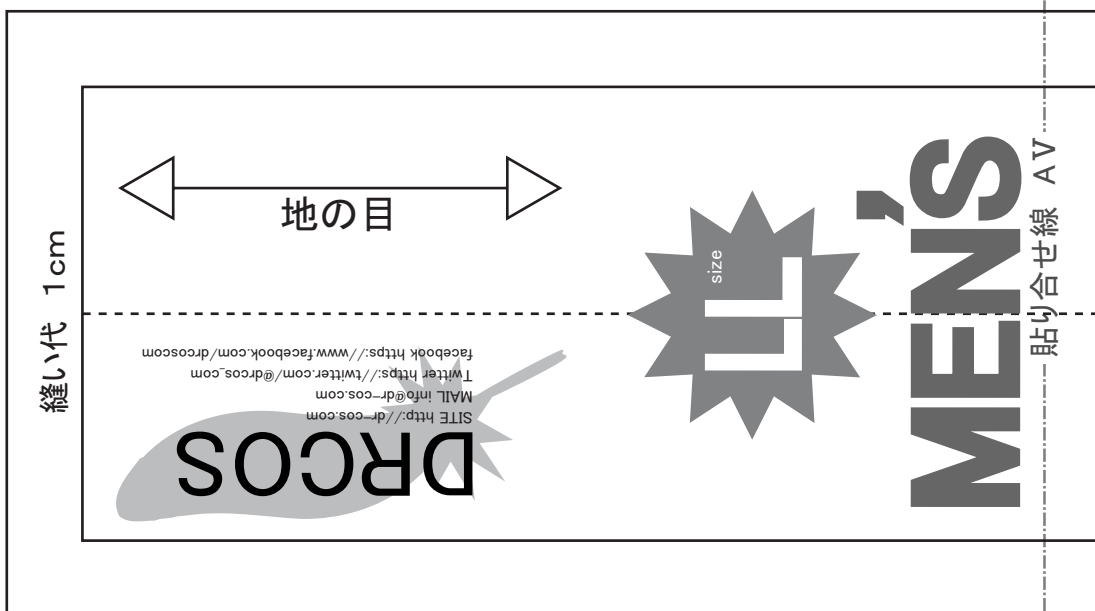 地の目
縫い代 1cm
size
LL
MEN'S
貼り合せ線 AV
DRCOS
SITE http://dr-cos.com
MAIL info@dr-cos.com
Twitter https://twitter.com/@drcos_com
facebook https://www.facebook.com/drcoscom